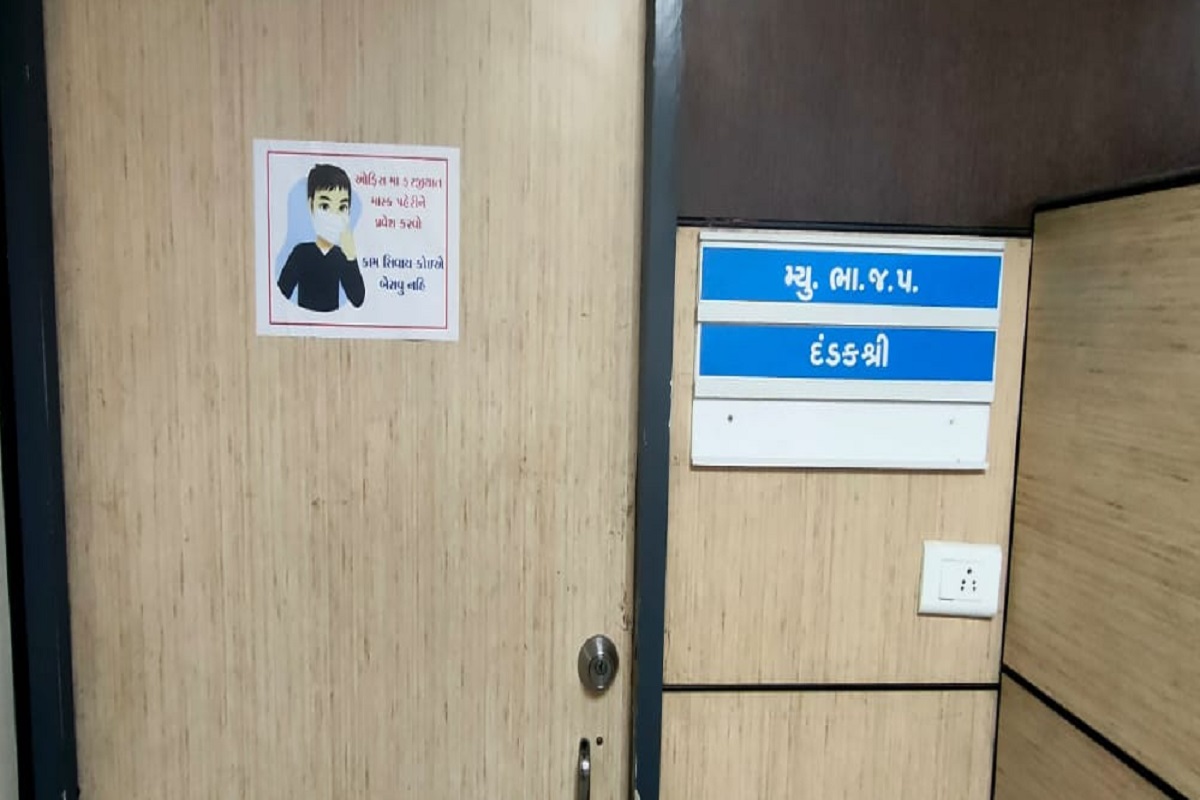 ઓફિસ મા ફરજીયાત
માસ્ક પહેરીને
પ્રવેશ કરવો
કામ સિવાય કોઇએ
બેસવુ નહિ
મ્યુ. ભા.જ.પ.
દંડકશ્રી